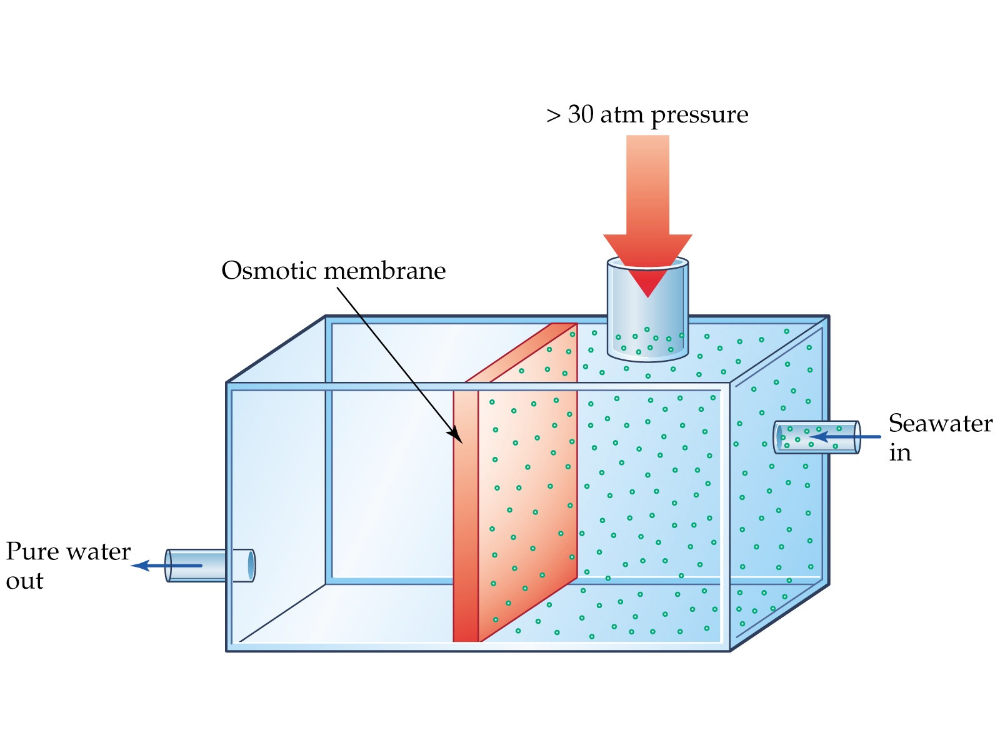 > 30 atm pressure
Osmotic membrane
Seawater
in
Pure water
out